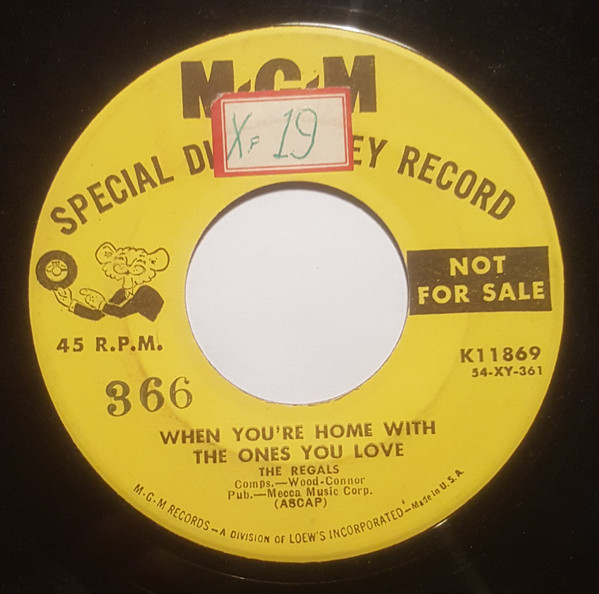 M-G-M
XF 19
SPECIAL DI EY RECORD
NOT
FOR SALE
45 R.P.M.
K11869
54-XY-361
366
WHEN YOU'RE HOME WITH
THE ONES YOU LOVE
THE REGALS
Comps.—Wood-Connor
Pub.—Mecca Music Corp.
(ASCAP)
M-G-M RECORDS—A DIVISION OF LOEW'S INCORPORATED—Made in U.S.A.